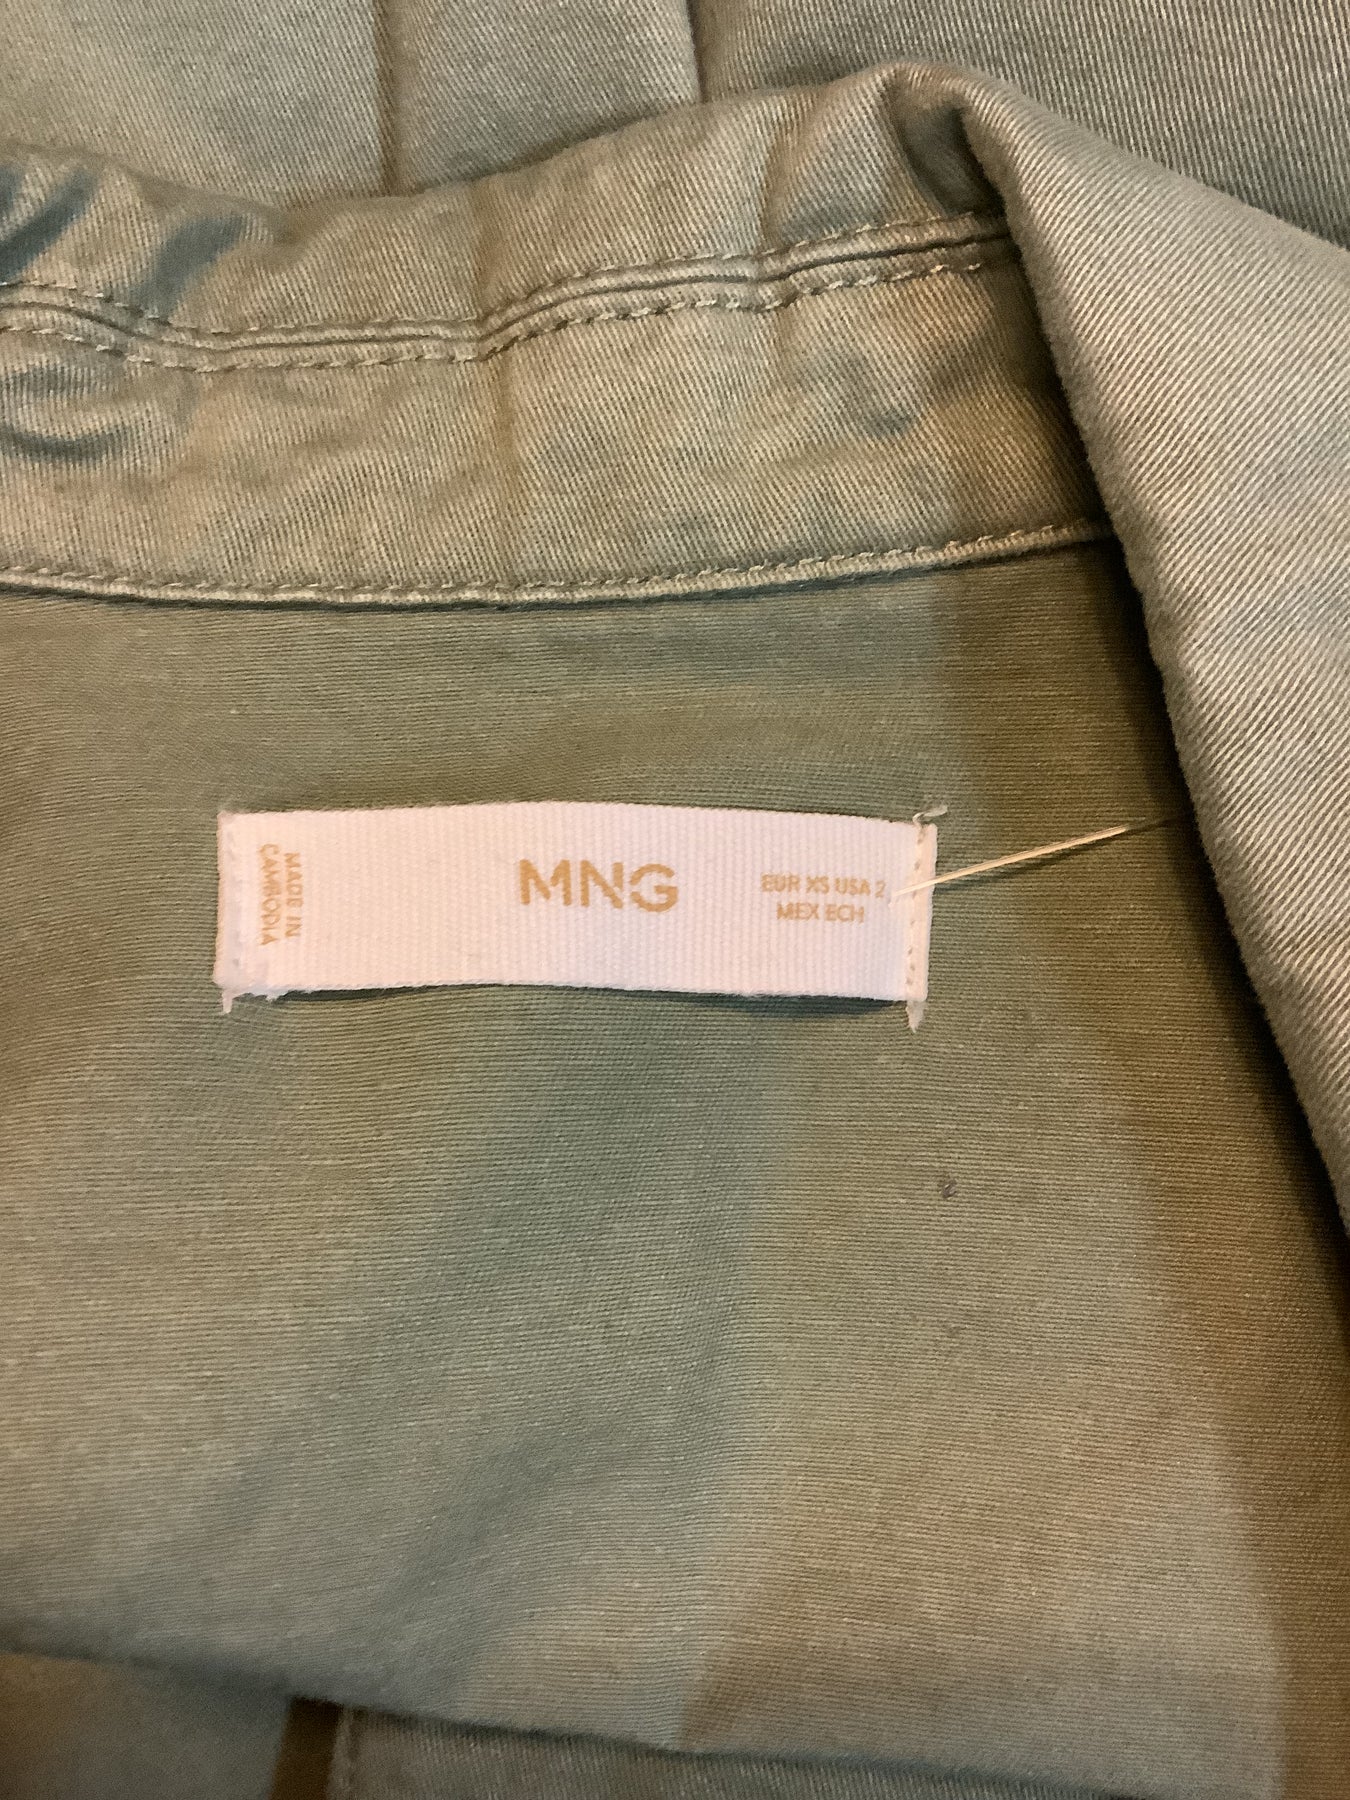 MADE IN
CAMBODIA
MNG
EUR XS USA 2
MEX ECH